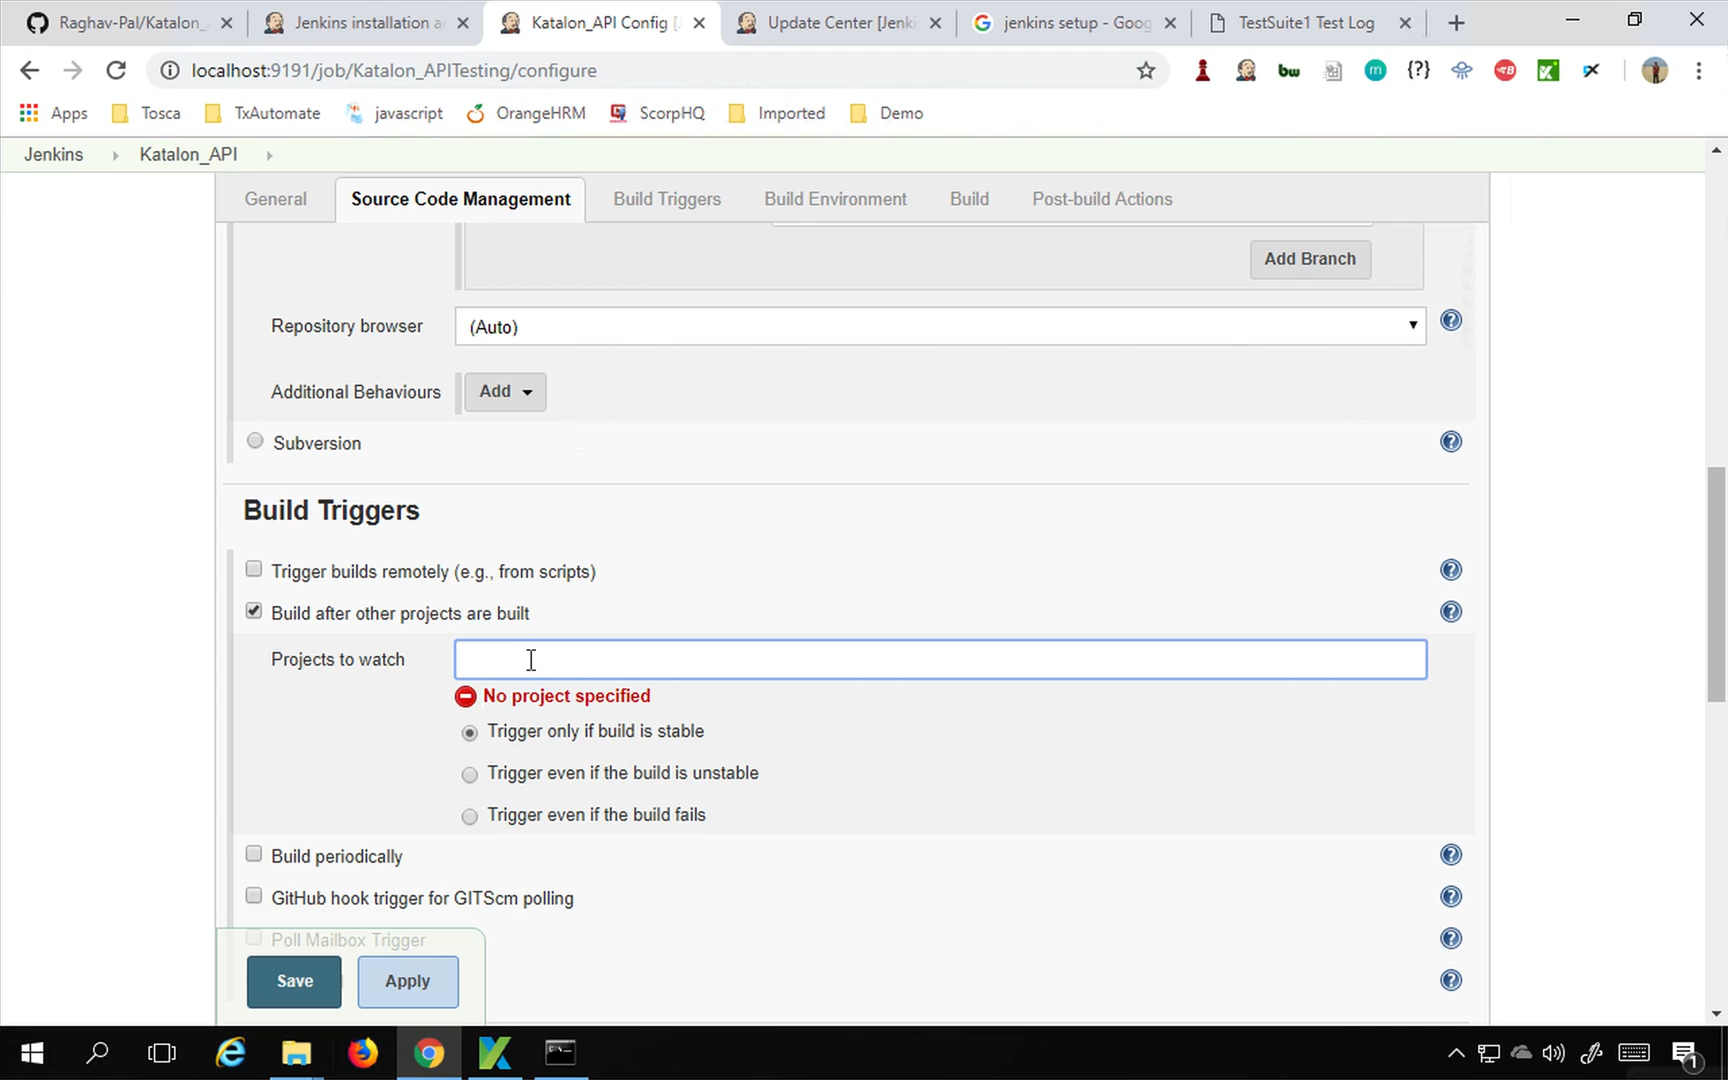 Raghav-Pal/Katalon_
Jenkins installation a
Katalon_API Config [
Update Center [Jenki
jenkins setup - Goog
TestSuite1 Test Log
localhost:9191/job/Katalon_APITesting/configure
bw
m
{?}
Apps
Tosca
TxAutomate
javascript
OrangeHRM
ScorpHQ
Imported
Demo
Jenkins
Katalon_API
General
Source Code Management
Build Triggers
Build Environment
Build
Post-build Actions
Add Branch
Repository browser
(Auto)
Additional Behaviours
Add
Subversion
Build Triggers
Trigger builds remotely (e.g., from scripts)
Build after other projects are built
Projects to watch
No project specified
Trigger only if build is stable
Trigger even if the build is unstable
Trigger even if the build fails
Build periodically
GitHub hook trigger for GITScm polling
Poll Mailbox Trigger
Save
Apply
1